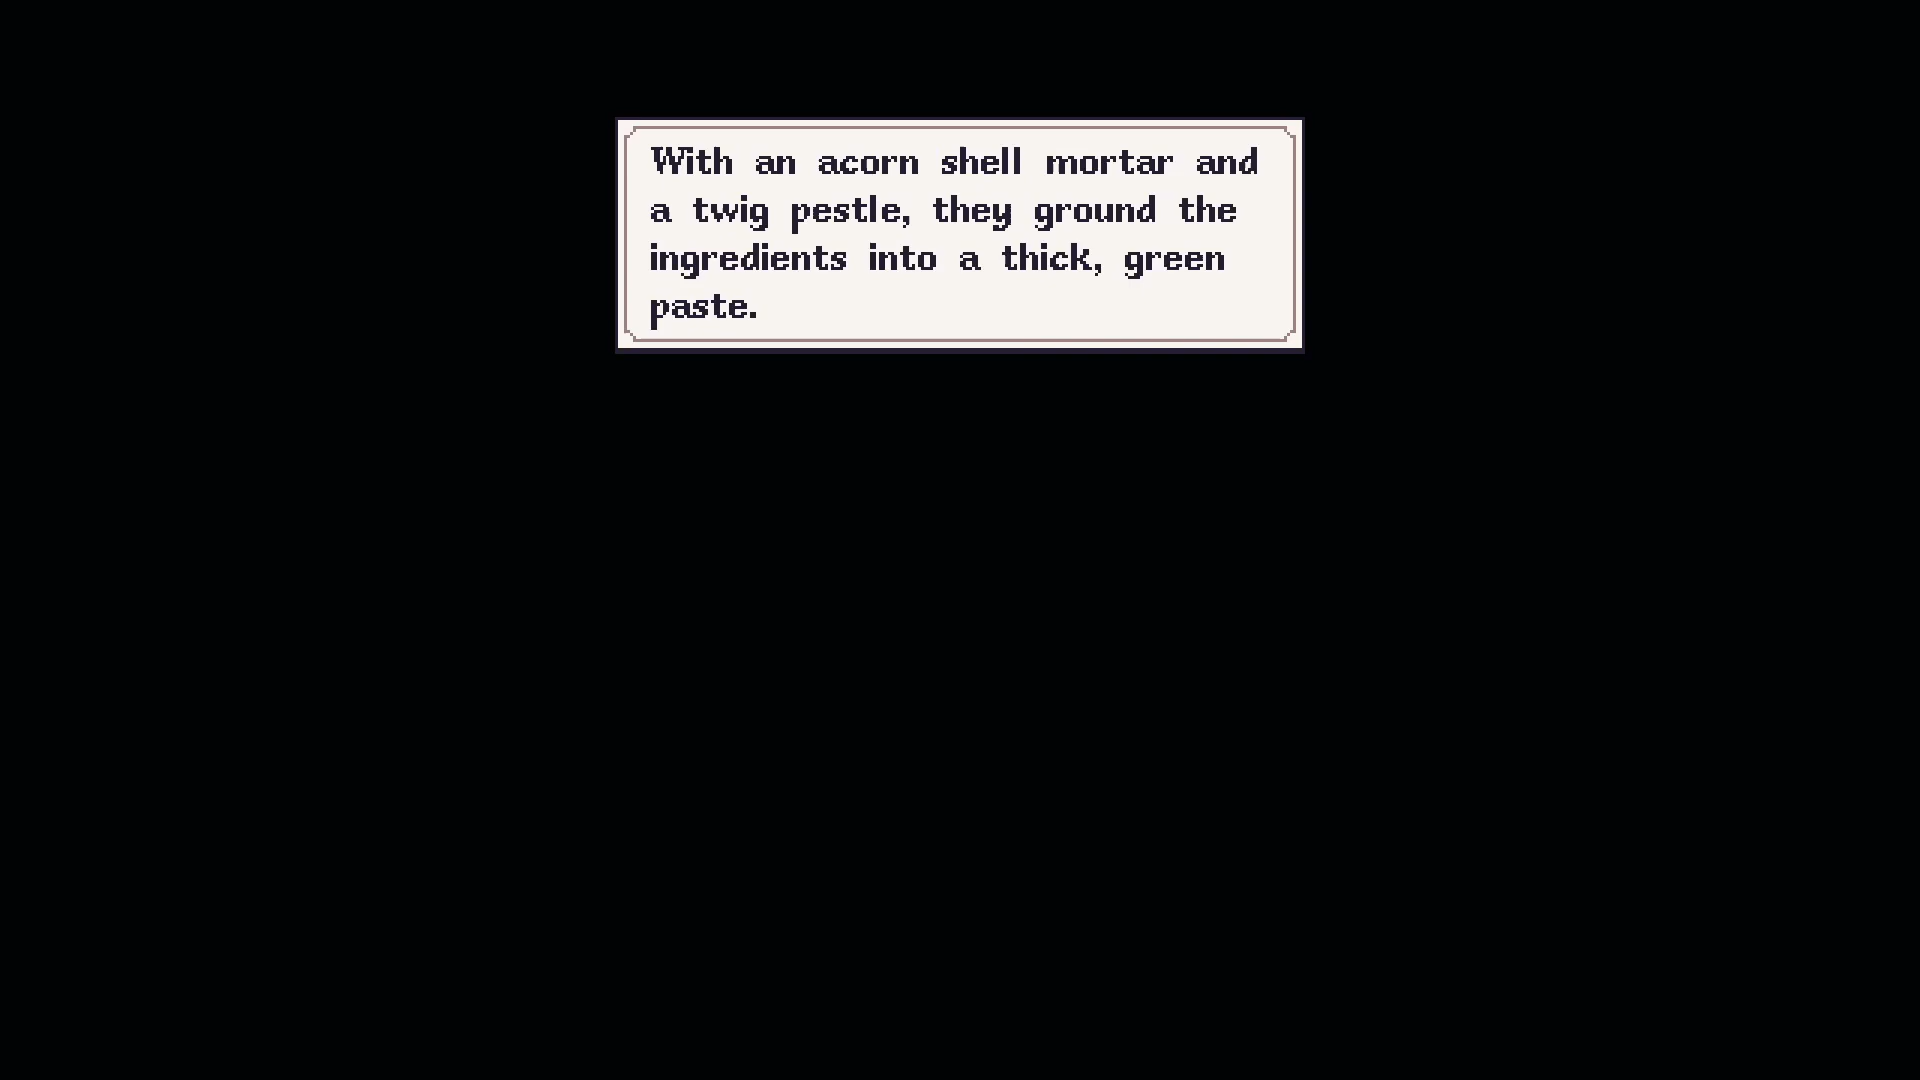 With an acorn shell mortar and
a twig pestle, they ground the
ingredients into a thick, green
paste.